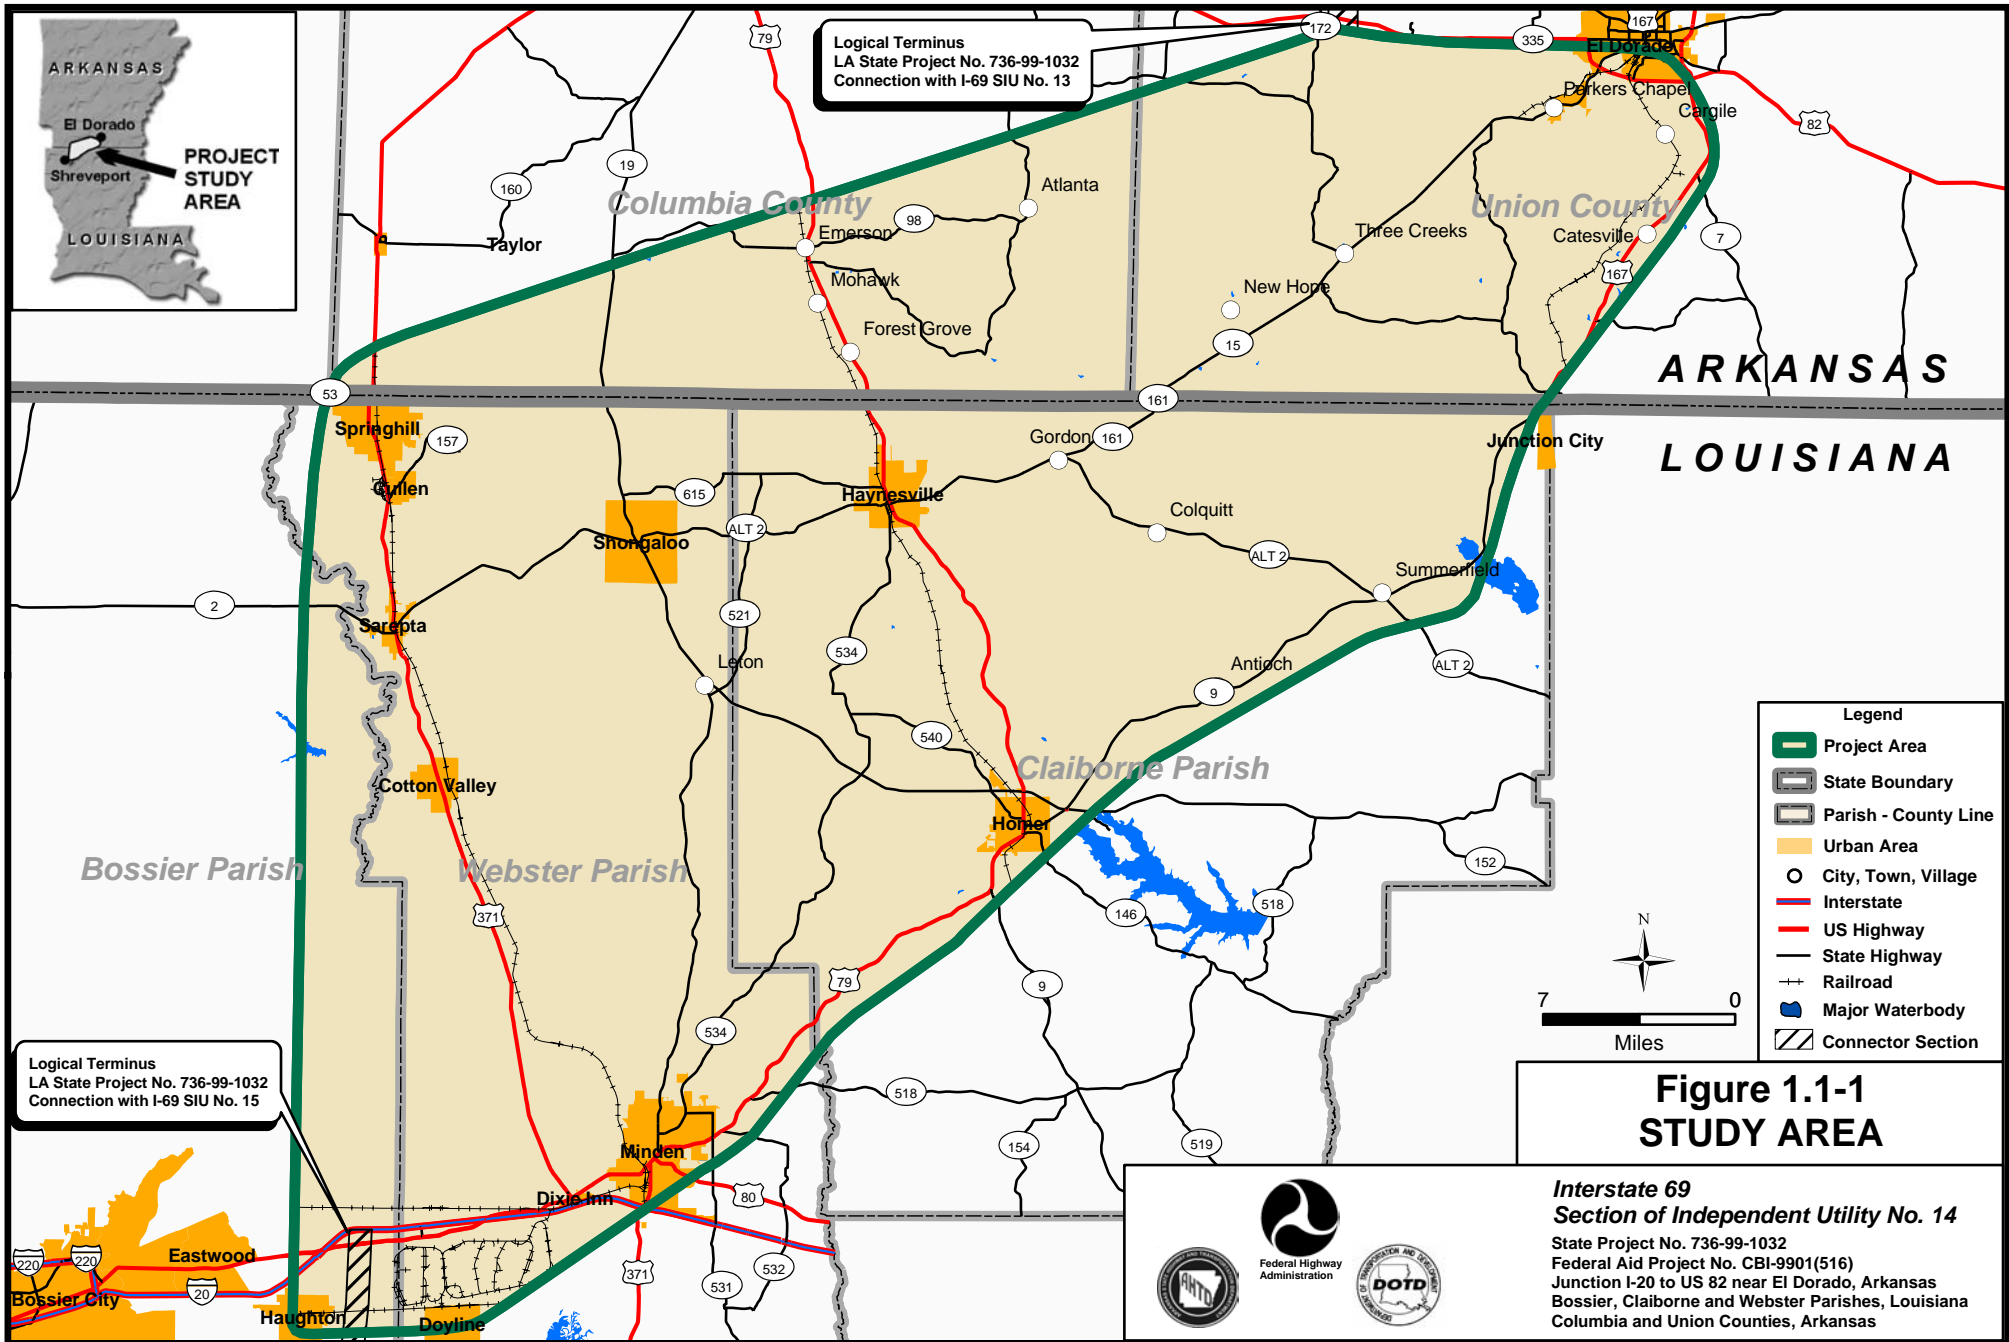 ARKANSAS
El Dorado
Shreveport
PROJECT
STUDY
AREA
LOUISIANA
Logical Terminus
LA State Project No. 736-99-1032
Connection with I-69 SIU No. 13
79
172
335
167
El Dorado
Parkers Chapel
Cargile
82
19
160
Taylor
Columbia County
98
Atlanta
Emerson
Mohawk
Forest Grove
Three Creeks
New Hope
15
Union County
Catesville
7
167
ARKANSAS
53
161
LOUISIANA
Springhill
157
Cullen
Gordon
161
Junction City
615
Haynesville
ALT 2
Shongaloo
Colquitt
ALT 2
Summerfield
2
Sarepta
521
534
Leton
Antioch
ALT 2
9
540
Claiborne Parish
Cotton Valley
Homer
Bossier Parish
Webster Parish
371
152
146
518
79
9
534
518
154
519
Logical Terminus
LA State Project No. 736-99-1032
Connection with I-69 SIU No. 15
Minden
Dixie Inn
80
Eastwood
220
220
20
Bossier City
Haughton
Doyline
371
531
532
Legend
Project Area
State Boundary
Parish - County Line
Urban Area
City, Town, Village
Interstate
US Highway
State Highway
Railroad
Major Waterbody
Connector Section
N
7 0
Miles
Figure 1.1-1
STUDY AREA
Federal Highway
Administration
AHTD
DEPARTMENT OF TRANSPORTATION AND DEVELOPMENT
DOTD
Interstate 69
Section of Independent Utility No. 14
State Project No. 736-99-1032
Federal Aid Project No. CBI-9901(516)
Junction I-20 to US 82 near El Dorado, Arkansas
Bossier, Claiborne and Webster Parishes, Louisiana
Columbia and Union Counties, Arkansas